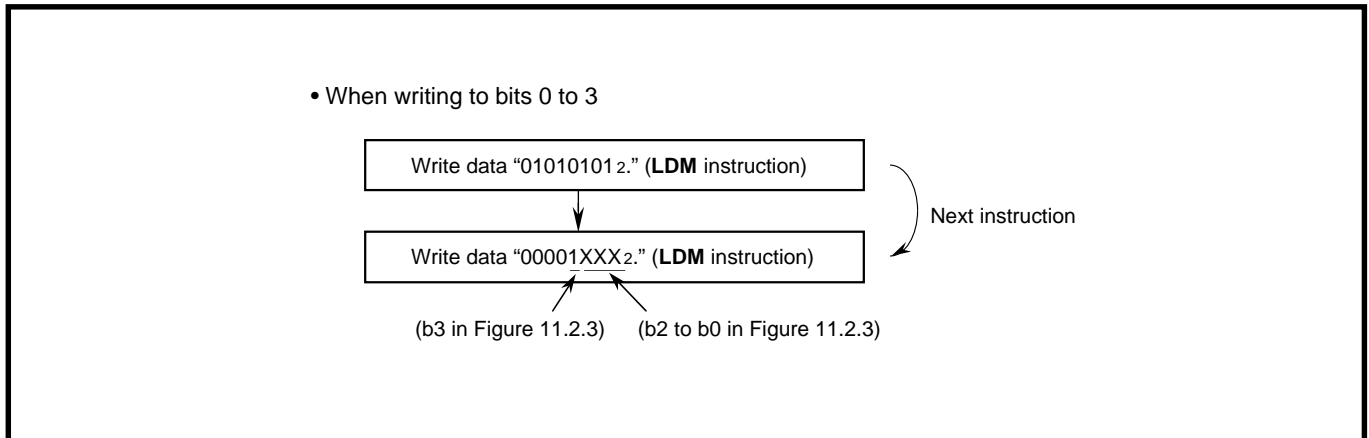 • When writing to bits 0 to 3
Write data “01010101₂.” (LDM instruction)
Next instruction
Write data “00001XXX₂.” (LDM instruction)
(b3 in Figure 11.2.3) (b2 to b0 in Figure 11.2.3)